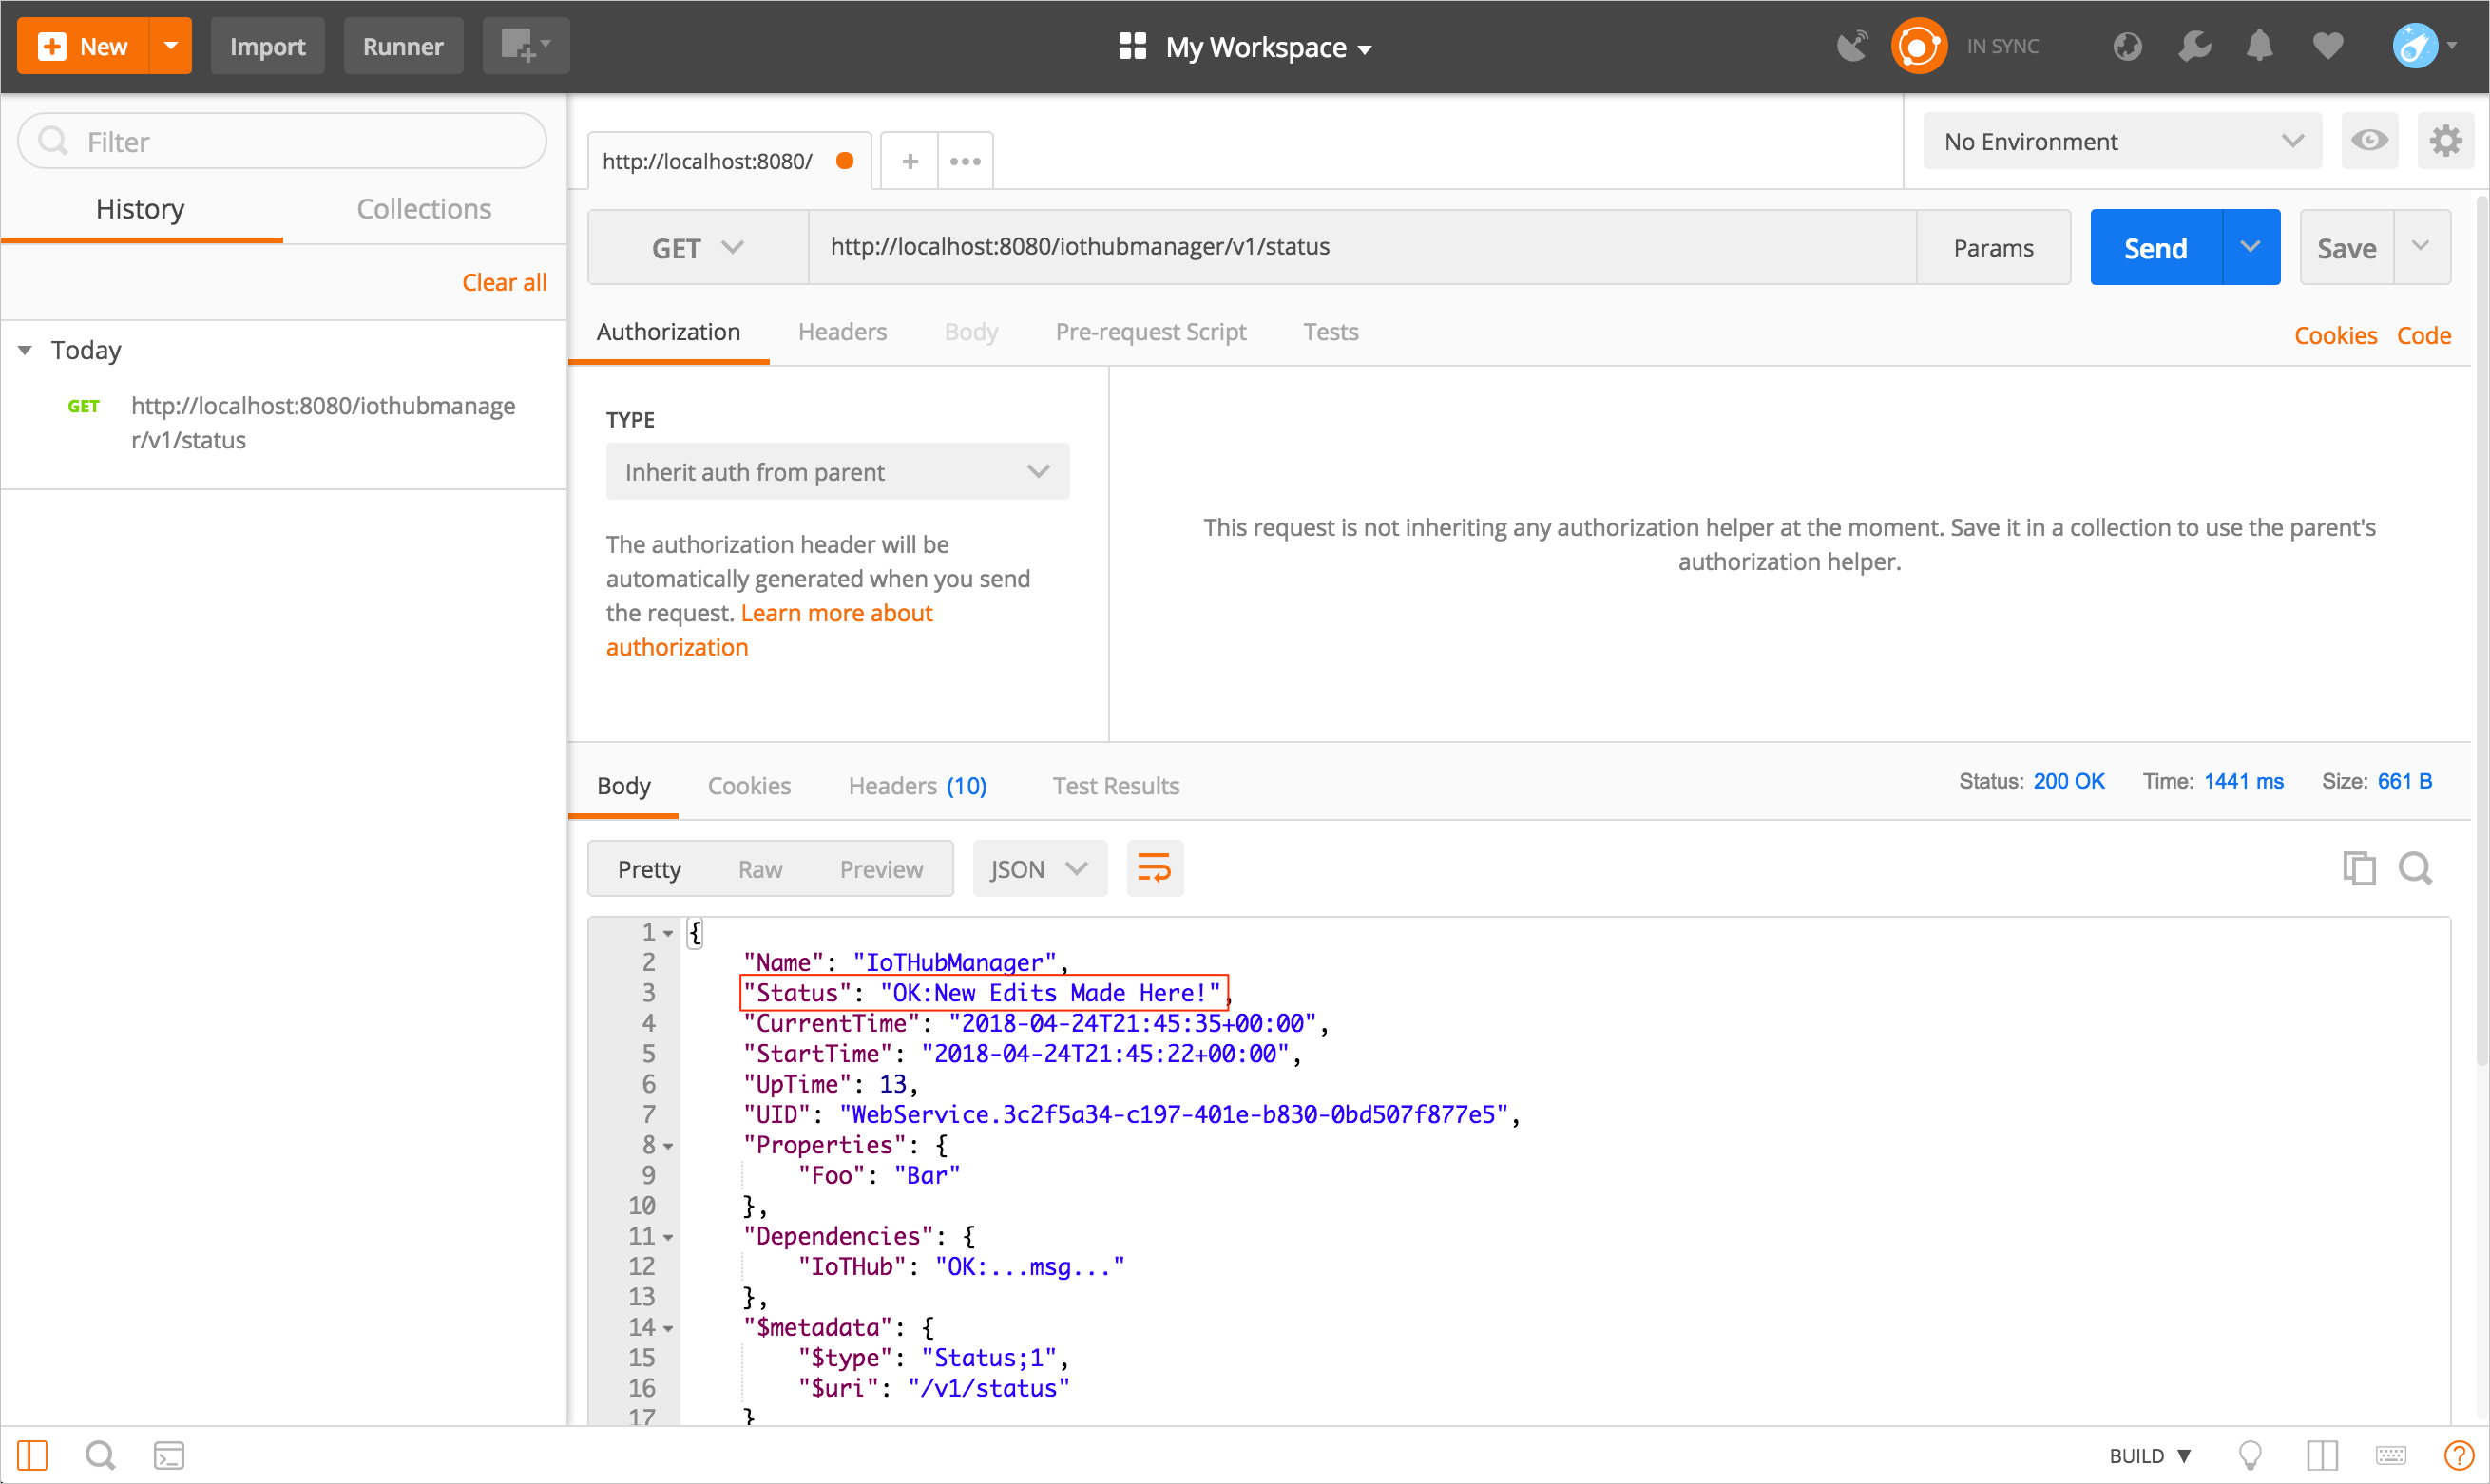 New
Import
Runner
My Workspace
IN SYNC
Filter
History
Collections
Clear all
Today
GET
http://localhost:8080/iothubmanage
r/v1/status
http://localhost:8080/
+
No Environment
GET
http://localhost:8080/iothubmanager/v1/status
Params
Send
Save
Authorization
Headers
Body
Pre-request Script
Tests
Cookies
Code
TYPE
Inherit auth from parent
The authorization header will be
automatically generated when you send
the request. Learn more about
authorization
This request is not inheriting any authorization helper at the moment. Save it in a collection to use the parent's
authorization helper.
Body
Cookies
Headers (10)
Test Results
Status: 200 OK
Time: 1441 ms
Size: 661 B
Pretty
Raw
Preview
JSON
1 {
2 "Name": "IoTHubManager",
3 "Status": "OK:New Edits Made Here!",
4 "CurrentTime": "2018-04-24T21:45:35+00:00",
5 "StartTime": "2018-04-24T21:45:22+00:00",
6 "UpTime": 13,
7 "UID": "WebService.3c2f5a34-c197-401e-b830-0bd507f877e5",
8 "Properties": {
9 "Foo": "Bar"
10 },
11 "Dependencies": {
12 "IoTHub": "OK:...msg..."
13 },
14 "$metadata": {
15 "$type": "Status;1",
16 "$uri": "/v1/status"
17 }
BUILD
?